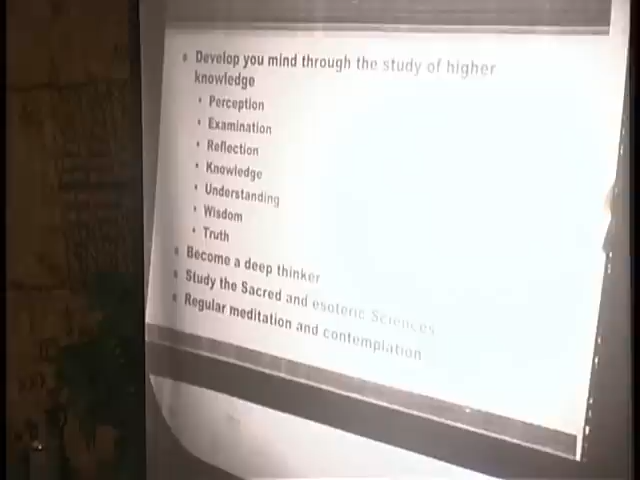 • Develop you mind through the study of higher
knowledge
• Perception
• Examination
• Reflection
• Knowledge
• Understanding
• Wisdom
• Truth
• Become a deep thinker
• Study the Sacred and esoteric Sciences
• Regular meditation and contemplation